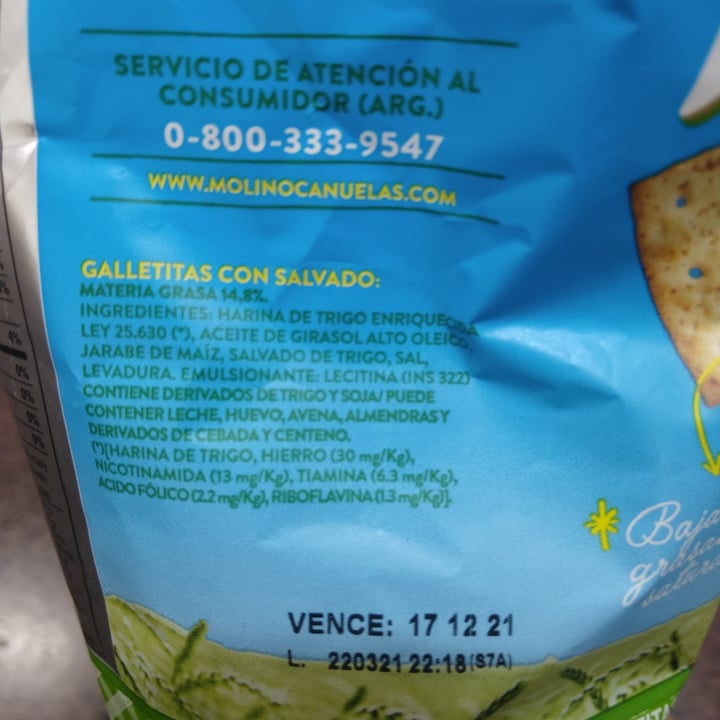 SERVICIO DE ATENCIÓN AL
CONSUMIDOR (ARG.)
0-800-333-9547
WWW.MOLINOCANUELAS.COM
GALLETITAS CON SALVADO:
MATERIA GRASA 14,8%.
INGREDIENTES: HARINA DE TRIGO ENRIQUECIDA
LEY 25.630 (*), ACEITE DE GIRASOL ALTO OLEICO,
JARABE DE MAÍZ, SALVADO DE TRIGO, SAL,
LEVADURA. EMULSIONANTE: LECITINA (INS 322)
CONTIENE DERIVADOS DE TRIGO Y SOJA/ PUEDE
CONTENER LECHE, HUEVO, AVENA, ALMENDRAS Y
DERIVADOS DE CEBADA Y CENTENO.
(*)[HARINA DE TRIGO, HIERRO (30 mg/Kg),
NICOTINAMIDA (13 mg/Kg), TIAMINA (6.3 mg/Kg),
ACIDO FÓLICO (2.2 mg/Kg), RIBOFLAVINA (1.3 mg/Kg)].
VENCE: 17 12 21
L. 220321 22:18 (S7A)
4%
0%
0%
0%
0%